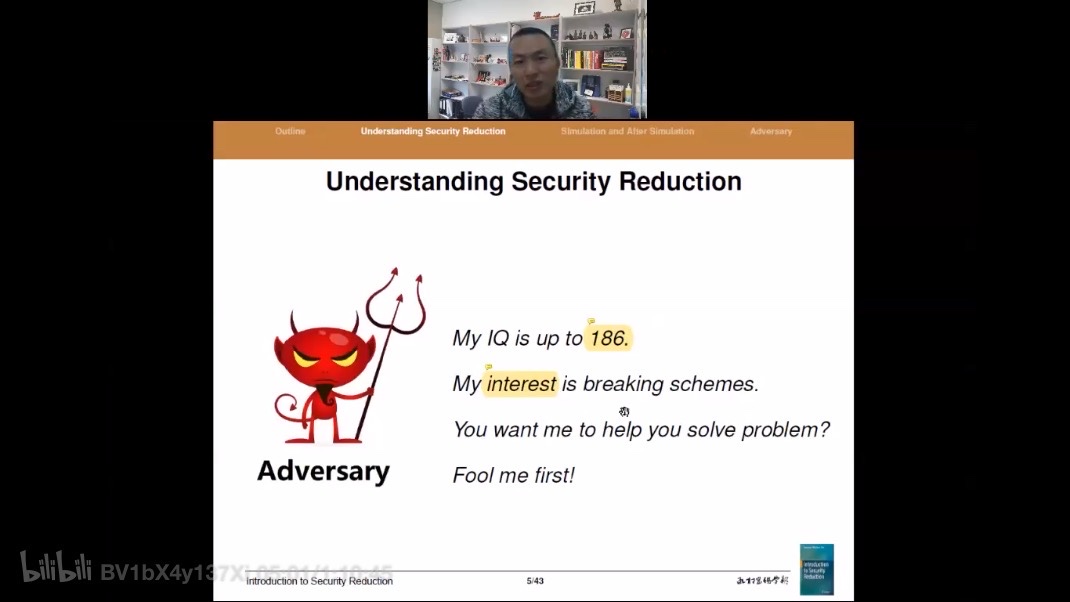 Outline
Understanding Security Reduction
Simulation and After Simulation
Adversary
Understanding Security Reduction
My IQ is up to 186.
My interest is breaking schemes.
You want me to help you solve problem?
Fool me first!
Adversary
bilibili BV1bX4y137X
Introduction to Security Reduction
5/43
Introduction
to Security
Reduction